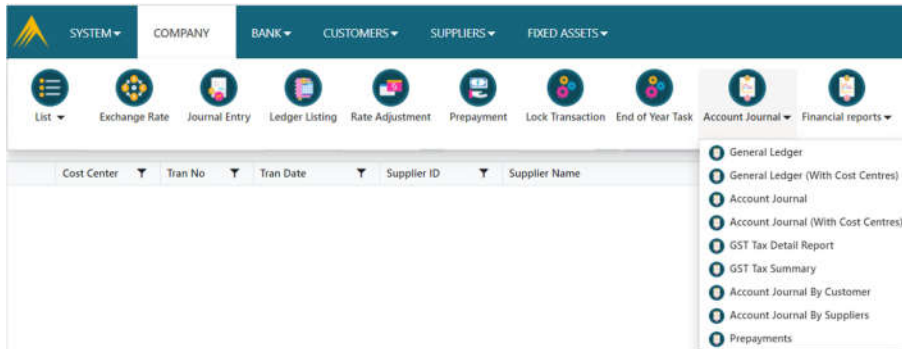 SYSTEM COMPANY BANK CUSTOMERS SUPPLIERS FIXED ASSETS
List Exchange Rate Journal Entry Ledger Listing Rate Adjustment Prepayment Lock Transaction End of Year Task Account Journal Financial reports
General Ledger
Cost Center Tran No Tran Date Supplier ID Supplier Name
General Ledger (With Cost Centres)
Account Journal
Account Journal (With Cost Centres)
GST Tax Detail Report
GST Tax Summary
Account Journal By Customer
Account Journal By Suppliers
Prepayments